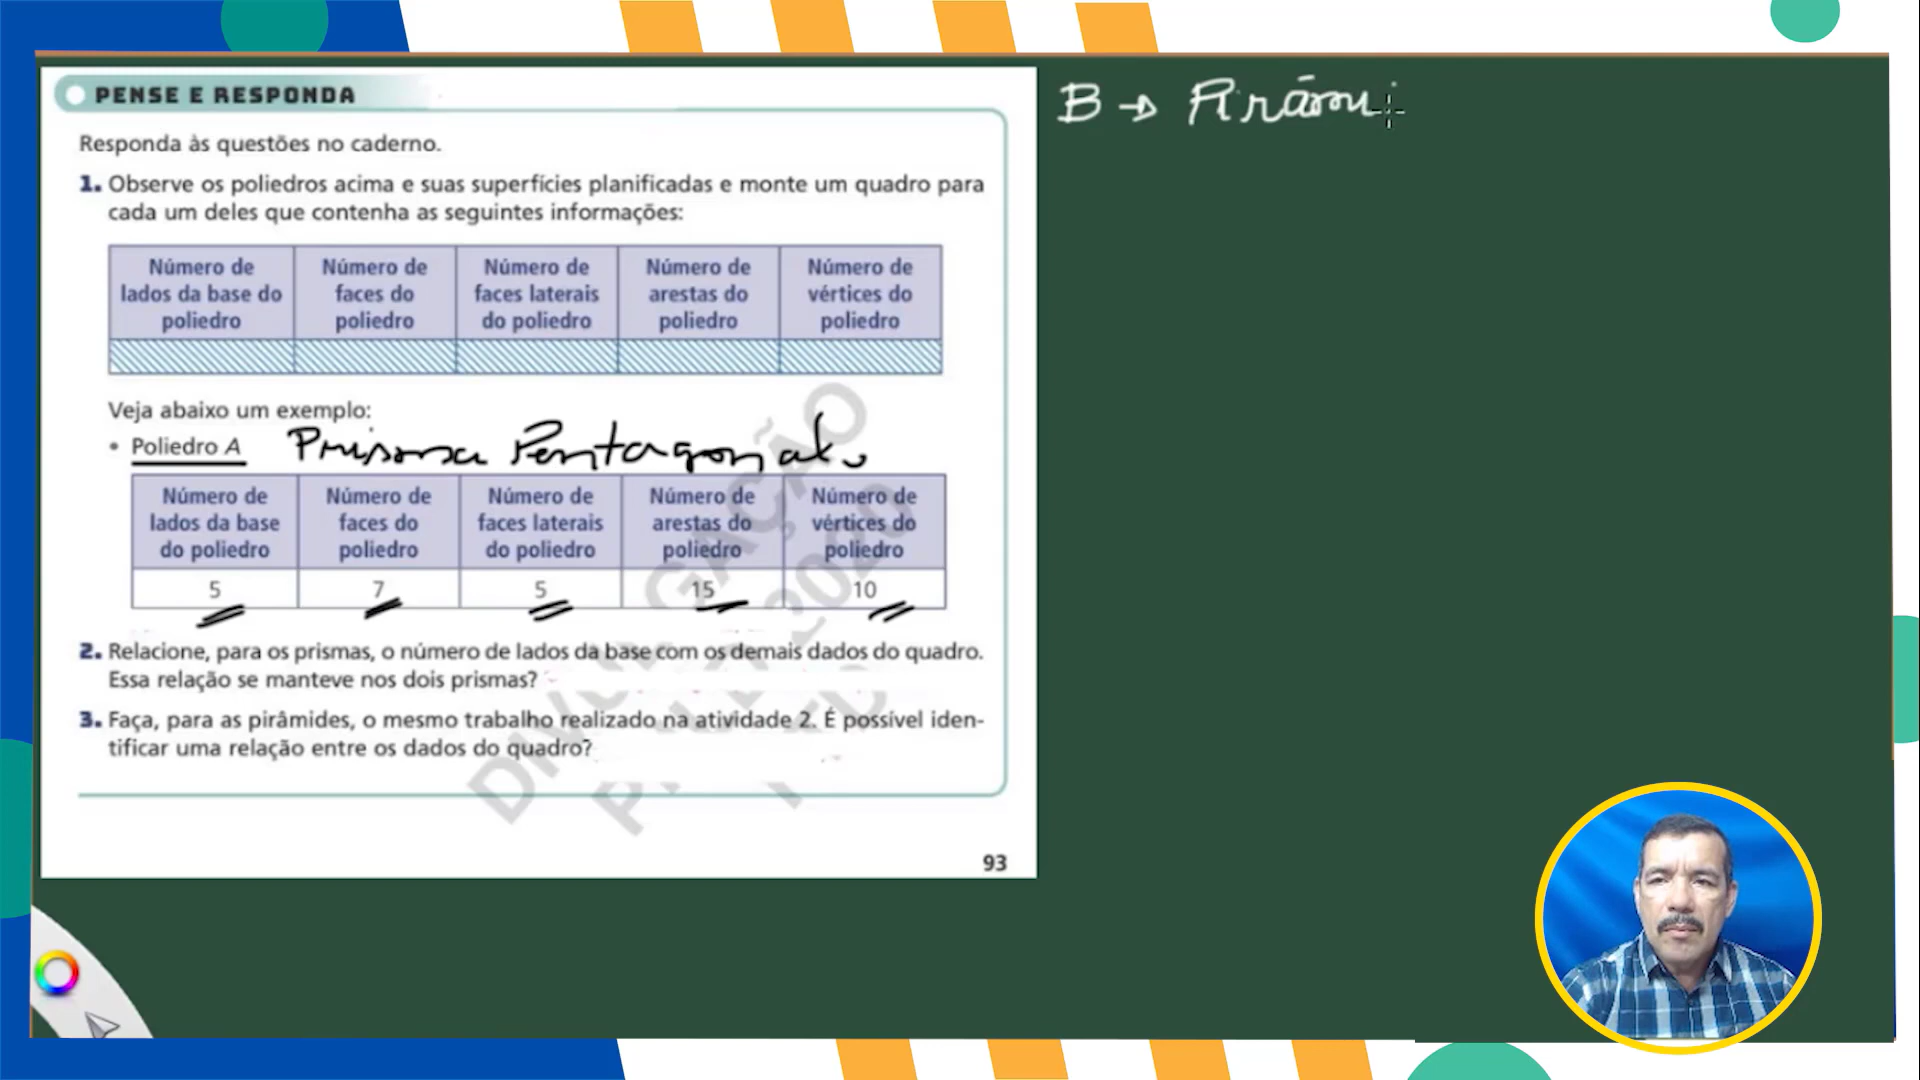 PENSE E RESPONDA
Responda às questões no caderno.
1. Observe os poliedros acima e suas superfícies planificadas e monte um quadro para
cada um deles que contenha as seguintes informações:
Número de lados da base do poliedro
Número de faces do poliedro
Número de faces laterais do poliedro
Número de arestas do poliedro
Número de vértices do poliedro
Veja abaixo um exemplo:
• Poliedro A Prisma Pentagonal.
Número de lados da base do poliedro
Número de faces do poliedro
Número de faces laterais do poliedro
Número de arestas do poliedro
Número de vértices do poliedro
5 7 5 15 10
2. Relacione, para os prismas, o número de lados da base com os demais dados do quadro.
Essa relação se manteve nos dois prismas?
3. Faça, para as pirâmides, o mesmo trabalho realizado na atividade 2. É possível iden-
tificar uma relação entre os dados do quadro?
93
B → Pirâmi